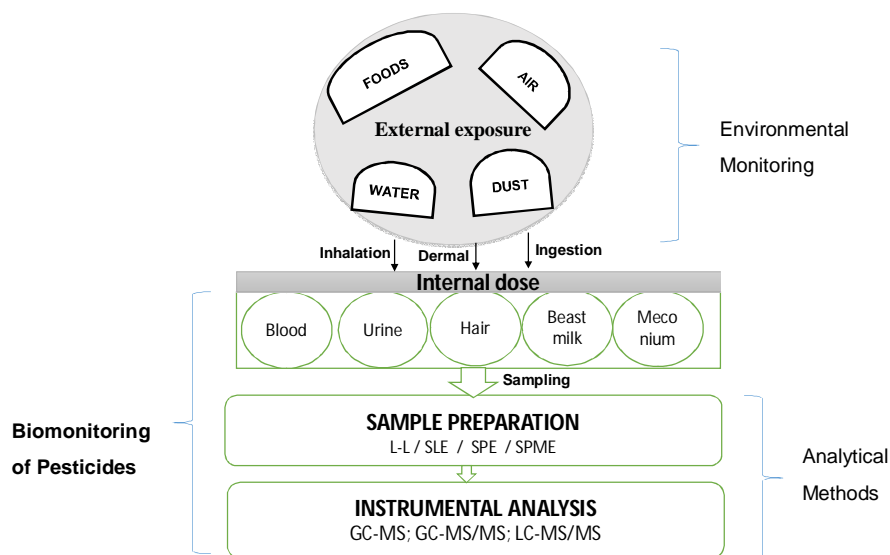 FOODS
AIR
External exposure
WATER
DUST
Environmental
Monitoring
Inhalation
Dermal
Ingestion
Internal dose
Blood
Urine
Hair
Beast
milk
Meco
nium
Sampling
Biomonitoring
of Pesticides
SAMPLE PREPARATION
L-L / SLE / SPE / SPME
INSTRUMENTAL ANALYSIS
GC-MS; GC-MS/MS; LC-MS/MS
Analytical
Methods